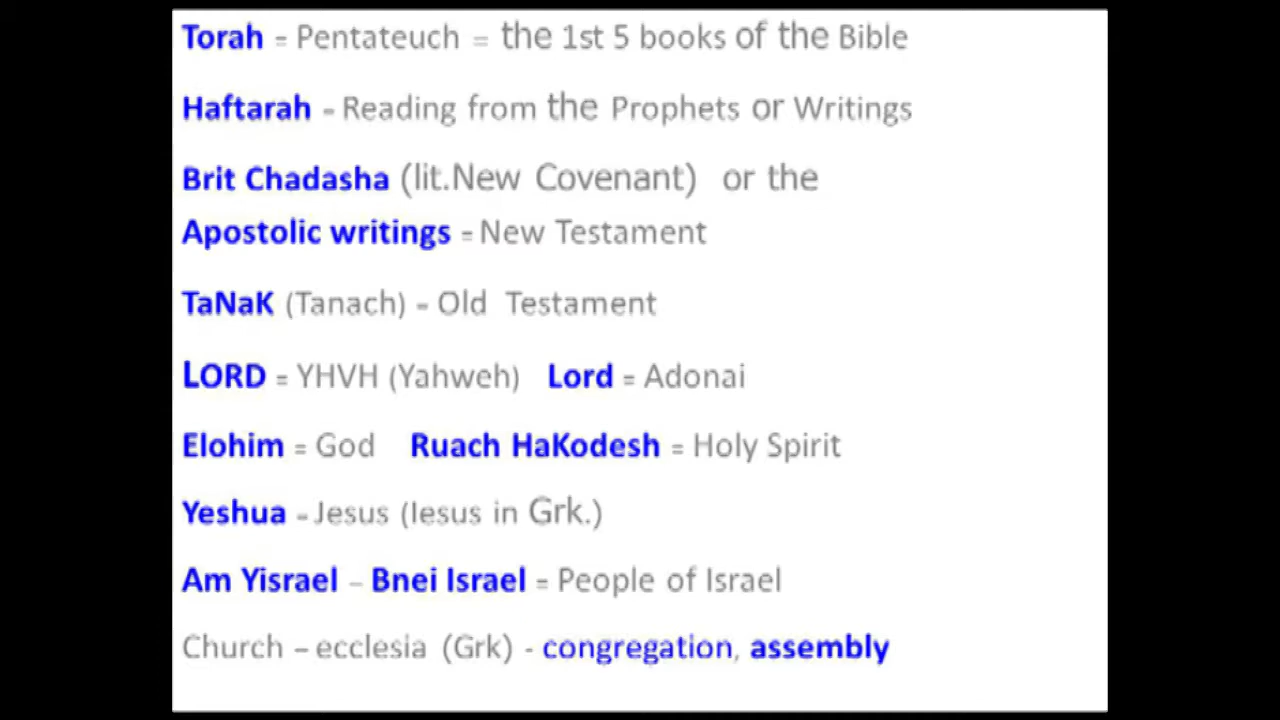 Torah = Pentateuch = the 1st 5 books of the Bible
Haftarah - Reading from the Prophets or Writings
Brit Chadasha (lit.New Covenant) or the
Apostolic writings = New Testament
TaNaK (Tanach) - Old Testament
LORD = YHVH (Yahweh) Lord = Adonai
Elohim = God Ruach HaKodesh = Holy Spirit
Yeshua - Jesus (Iesus in Grk.)
Am Yisrael – Bnei Israel = People of Israel
Church – ecclesia (Grk) - congregation, assembly